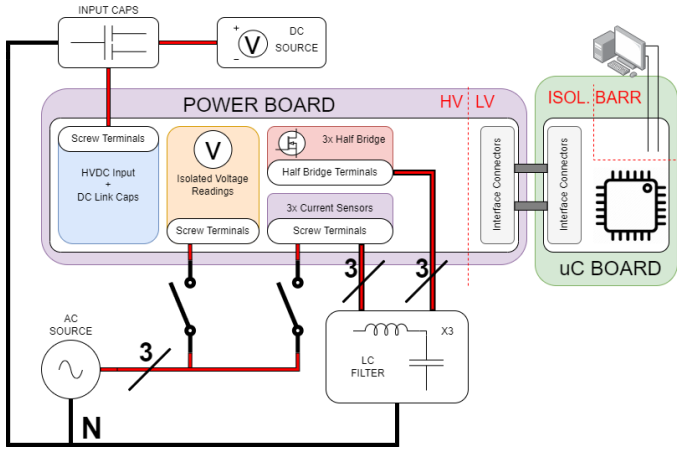 INPUT CAPS
+
V
−
DC
SOURCE
POWER BOARD
HV
LV
ISOL.
BARR
Screw Terminals
HVDC Input
+
DC Link Caps
V
Isolated Voltage
Readings
Screw Terminals
3x Half Bridge
Half Bridge Terminals
3x Current Sensors
Screw Terminals
Interface Connectors
Interface Connectors
uC BOARD
3
3
AC
SOURCE
3
X3
LC
FILTER
N